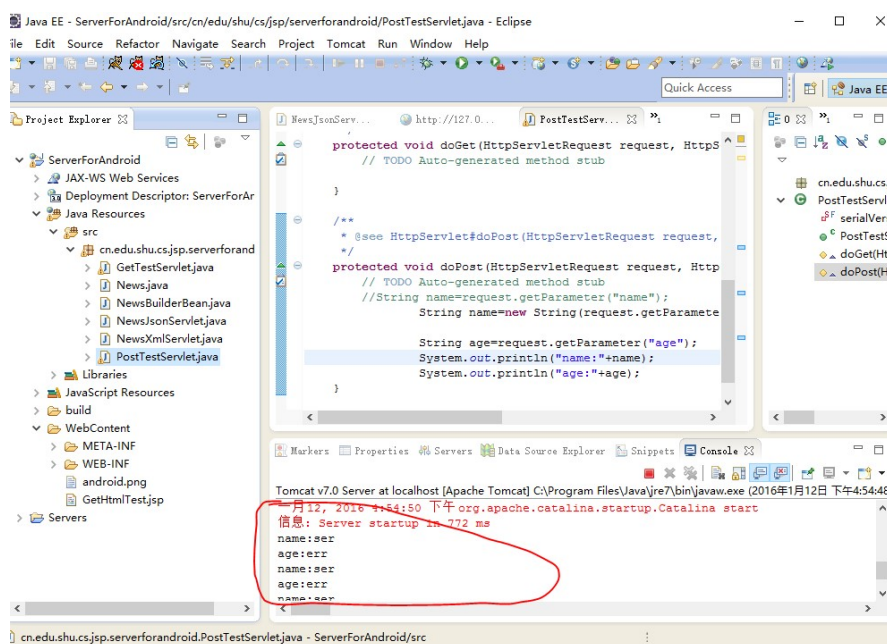 Java EE - ServerForAndroid/src/cn/edu/shu/cs/jsp/serverforandroid/PostTestServlet.java - Eclipse
ile Edit Source Refactor Navigate Search Project Tomcat Run Window Help
Quick Access
Java EE
Project Explorer
ServerForAndroid
JAX-WS Web Services
Deployment Descriptor: ServerForAr
Java Resources
src
cn.edu.shu.cs.jsp.serverforand
GetTestServlet.java
News.java
NewsBuilderBean.java
NewsJsonServlet.java
NewsXmlServlet.java
PostTestServlet.java
Libraries
JavaScript Resources
build
WebContent
META-INF
WEB-INF
android.png
GetHtmlTest.jsp
Servers
NewsJsonServ... http://127.0... PostTestServ... »1
protected void doGet(HttpServletRequest request, HttpS
// TODO Auto-generated method stub
}
/**
* @see HttpServlet#doPost(HttpServletRequest request,
*/
protected void doPost(HttpServletRequest request, Http
// TODO Auto-generated method stub
//String name=request.getParameter("name");
String name=new String(request.getParamete
String age=request.getParameter("age");
System.out.println("name:"+name);
System.out.println("age:"+age);
}
O »1
cn.edu.shu.cs.
PostTestServl
SF serialVer
C PostTestS
doGet(Ht
doPost(H
Markers Properties Servers Data Source Explorer Snippets Console
Tomcat v7.0 Server at localhost [Apache Tomcat] C:\Program Files\Java\jre7\bin\javaw.exe (2016年1月12日 下午4:54:48
一月 12, 2016 4:54:50 下午 org.apache.catalina.startup.Catalina start
信息: Server startup in 772 ms
name:ser
age:err
name:ser
age:err
name:ser
cn.edu.shu.cs.jsp.serverforandroid.PostTestServlet.java - ServerForAndroid/src